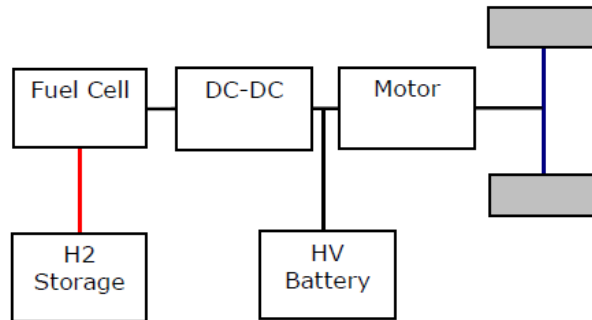 Fuel Cell
DC-DC
Motor
H2
Storage
HV
Battery